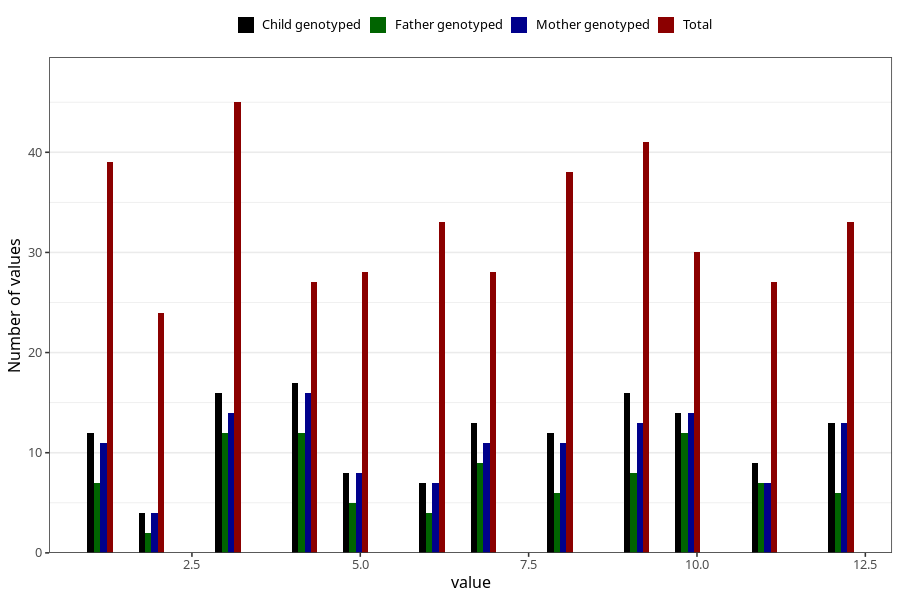 Child genotyped Father genotyped Mother genotyped Total
Number of values
40
30
20
10
0
2.5 5.0 7.5 10.0 12.5
value